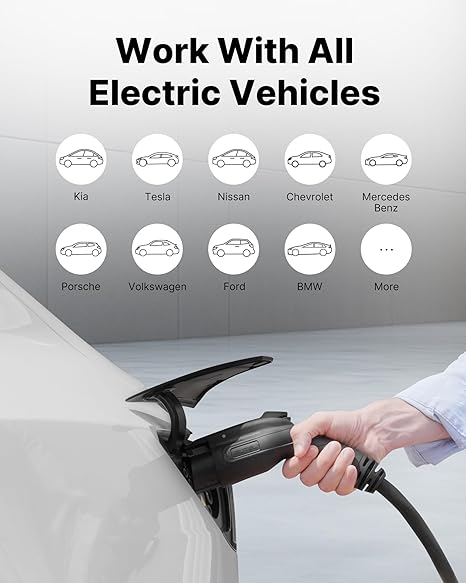 Work With All
Electric Vehicles
Kia
Tesla
Nissan
Chevrolet
Mercedes
Benz
Porsche
Volkswagen
Ford
BMW
...
More